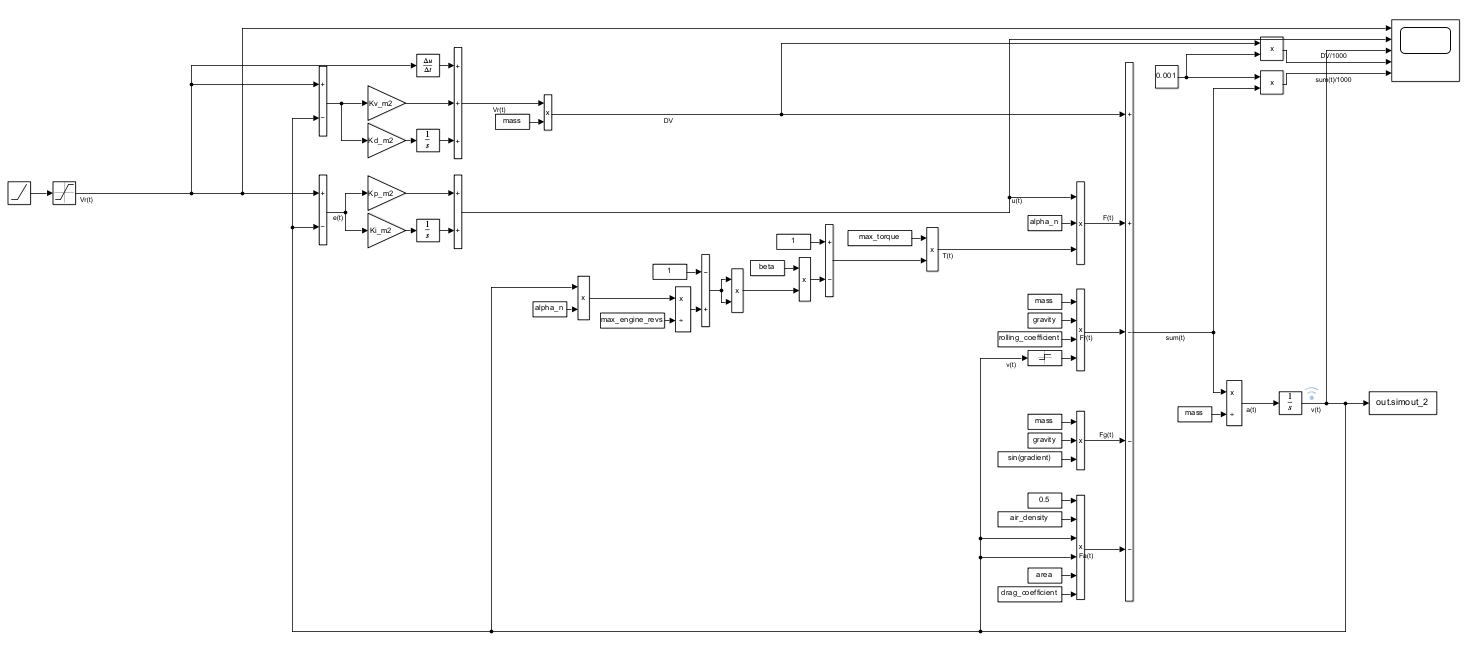 Δu
Δt
0.001
x
DV/1000
x
sum(t)/1000
+
−
Kv_m2
Kd_m2
1
s
+
+
+
Vr(t)
mass
x
DV
+
Vr(t)
+
−
e(t)
Kp_m2
Ki_m2
1
s
+
+
u(t)
alpha_n
x
F(t)
+
1
+
−
max_torque
x
T(t)
1
−
+
beta
x
x
alpha_n
x
max_engine_revs
x
÷
mass
gravity
rolling_coefficient
x
Fr(t)
v(t)
−
sum(t)
mass
x
÷
a(t)
1
s
v(t)
out.simout_2
mass
gravity
sin(gradient)
x
Fg(t)
−
0.5
air_density
x
Fa(t)
−
area
drag_coefficient